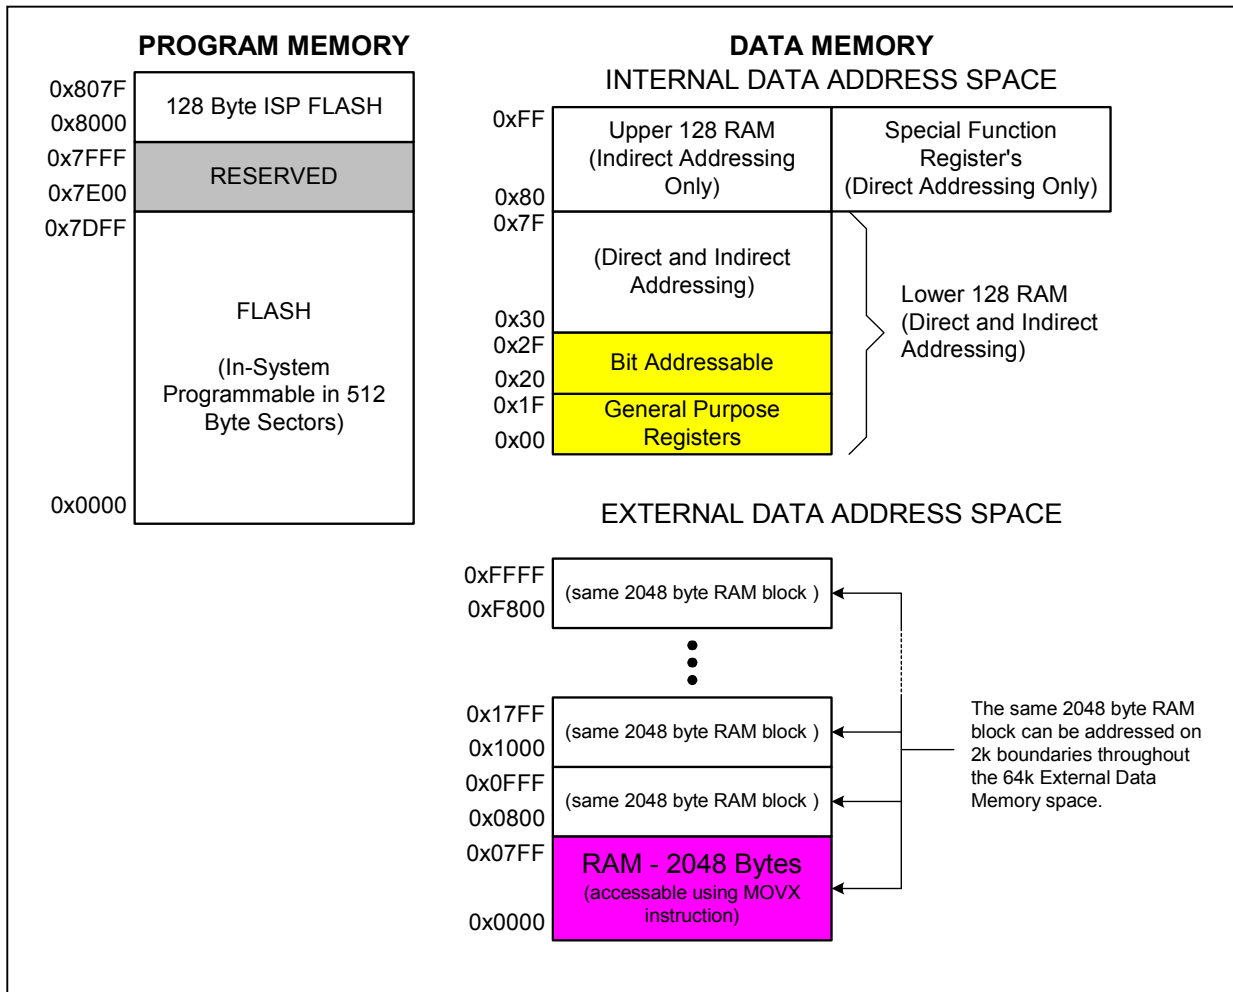 PROGRAM MEMORY
0x807F
0x8000
128 Byte ISP FLASH
0x7FFF
0x7E00
RESERVED
0x7DFF
FLASH
(In-System
Programmable in 512
Byte Sectors)
0x0000
DATA MEMORY
INTERNAL DATA ADDRESS SPACE
0xFF
0x80
Upper 128 RAM
(Indirect Addressing
Only)
Special Function
Register's
(Direct Addressing Only)
0x7F
0x30
(Direct and Indirect
Addressing)
0x2F
0x20
Bit Addressable
0x1F
0x00
General Purpose
Registers
Lower 128 RAM
(Direct and Indirect
Addressing)
EXTERNAL DATA ADDRESS SPACE
0xFFFF
0xF800
(same 2048 byte RAM block )
0x17FF
0x1000
(same 2048 byte RAM block )
0x0FFF
0x0800
(same 2048 byte RAM block )
0x07FF
0x0000
RAM - 2048 Bytes
(accessable using MOVX
instruction)
The same 2048 byte RAM
block can be addressed on
2k boundaries throughout
the 64k External Data
Memory space.